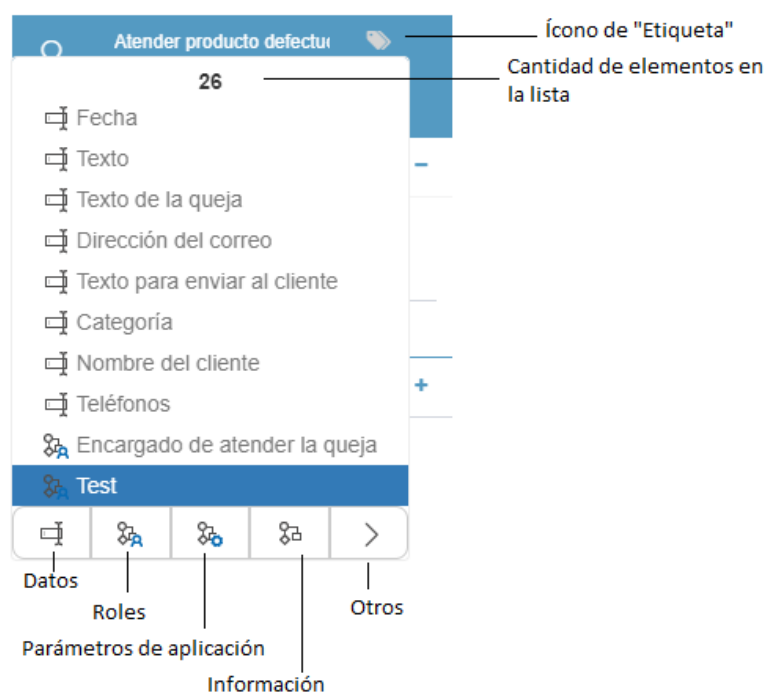 Ícono de "Etiqueta"
Atender producto defectu
Cantidad de elementos en
la lista
26
Fecha
Texto
Texto de la queja
Dirección del correo
Texto para enviar al cliente
Categoría
Nombre del cliente
Teléfonos
Encargado de atender la queja
Test
Datos
Roles
Otros
Parámetros de aplicación
Información